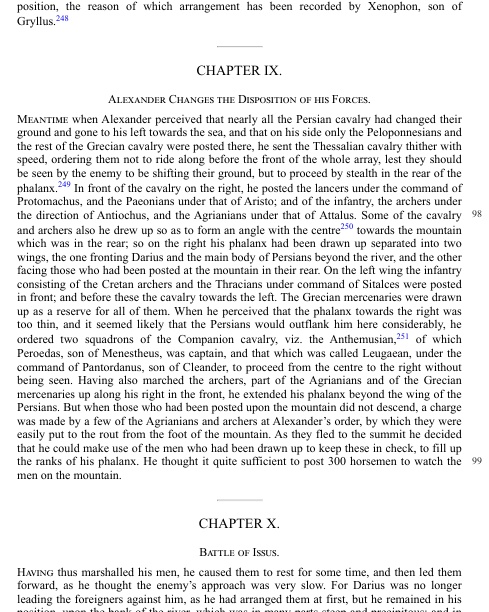 position, the reason of which arrangement has been recorded by Xenophon, son of
Gryllus.248
CHAPTER IX.
Alexander Changes the Disposition of his Forces.
Meantime when Alexander perceived that nearly all the Persian cavalry had changed their
ground and gone to his left towards the sea, and that on his side only the Peloponnesians and
the rest of the Grecian cavalry were posted there, he sent the Thessalian cavalry thither with
speed, ordering them not to ride along before the front of the whole array, lest they should
be seen by the enemy to be shifting their ground, but to proceed by stealth in the rear of the
phalanx.249 In front of the cavalry on the right, he posted the lancers under the command of
Protomachus, and the Paeonians under that of Aristo; and of the infantry, the archers under
the direction of Antiochus, and the Agrianians under that of Attalus. Some of the cavalry 98
and archers also he drew up so as to form an angle with the centre250 towards the mountain
which was in the rear; so on the right his phalanx had been drawn up separated into two
wings, the one fronting Darius and the main body of Persians beyond the river, and the other
facing those who had been posted at the mountain in their rear. On the left wing the infantry
consisting of the Cretan archers and the Thracians under command of Sitalces were posted
in front; and before these the cavalry towards the left. The Grecian mercenaries were drawn
up as a reserve for all of them. When he perceived that the phalanx towards the right was
too thin, and it seemed likely that the Persians would outflank him here considerably, he
ordered two squadrons of the Companion cavalry, viz. the Anthemusian,251 of which
Peroedas, son of Menestheus, was captain, and that which was called Leugaean, under the
command of Pantordanus, son of Cleander, to proceed from the centre to the right without
being seen. Having also marched the archers, part of the Agrianians and of the Grecian
mercenaries up along his right in the front, he extended his phalanx beyond the wing of the
Persians. But when those who had been posted upon the mountain did not descend, a charge
was made by a few of the Agrianians and archers at Alexander's order, by which they were
easily put to the rout from the foot of the mountain. As they fled to the summit he decided
that he could make use of the men who had been drawn up to keep these in check, to fill up
the ranks of his phalanx. He thought it quite sufficient to post 300 horsemen to watch the 99
men on the mountain.
CHAPTER X.
Battle of Issus.
Having thus marshalled his men, he caused them to rest for some time, and then led them
forward, as he thought the enemy's approach was very slow. For Darius was no longer
leading the foreigners against him, as he had arranged them at first, but he remained in his
position, upon the bank of the river, which was in many parts steep and precipitous; and in